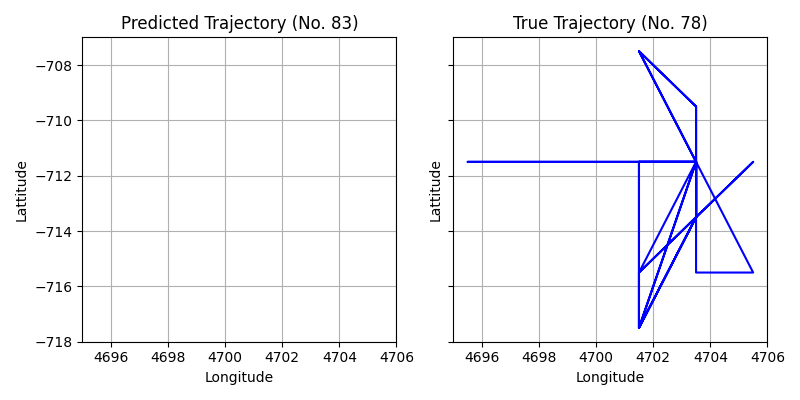 Predicted Trajectory (No. 83)
True Trajectory (No. 78)
−708
−710
−712
−714
−716
−718
Lattitude
Lattitude
4696 4698 4700 4702 4704 4706
4696 4698 4700 4702 4704 4706
Longitude
Longitude